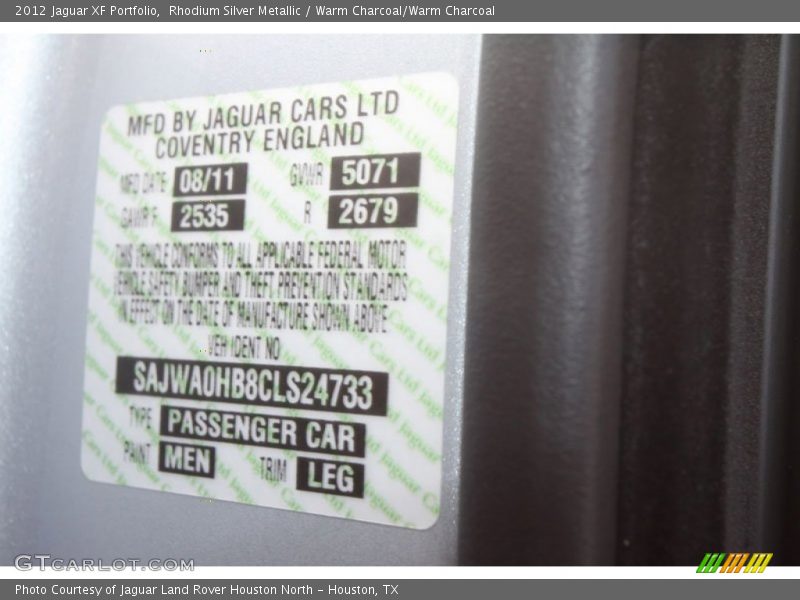 2012 Jaguar XF Portfolio,  Rhodium Silver Metallic / Warm Charcoal/Warm Charcoal
MFD BY JAGUAR CARS LTD
COVENTRY ENGLAND
MFD DATE 08/11 GVWR 5071
GAWR F 2535 R 2679
THIS VEHICLE CONFORMS TO ALL APPLICABLE FEDERAL MOTOR
VEHICLE SAFETY BUMPER AND THEFT PREVENTION STANDARDS
IN EFFECT ON THE DATE OF MANUFACTURE SHOWN ABOVE
VEH IDENT NO
SAJWA0HB8CLS24733
TYPE PASSENGER CAR
PAINT MEN TRIM LEG
GTCARLOT.COM
Photo Courtesy of Jaguar Land Rover Houston North - Houston, TX